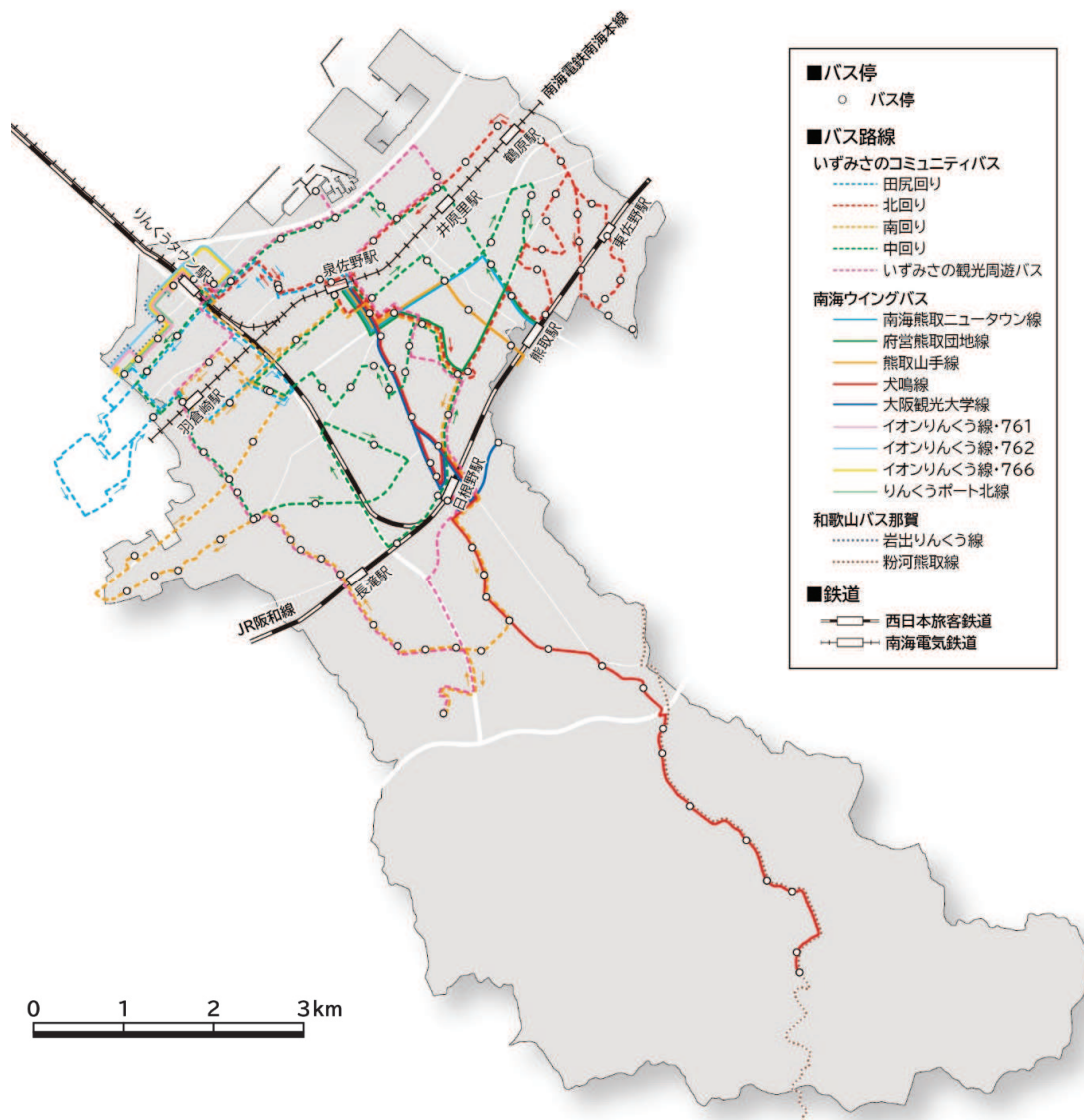 ■バス停
バス停
■バス路線
いずみさのコミュニティバス
田尻回り
北回り
南回り
中回り
いずみさの観光周遊バス
南海ウイングバス
南海熊取ニュータウン線
府営熊取団地線
熊取山手線
犬鳴線
大阪観光大学線
イオンりんくう線・761
イオンりんくう線・762
イオンりんくう線・766
りんくうポート北線
和歌山バス那賀
岩出りんくう線
粉河熊取線
■鉄道
西日本旅客鉄道
南海電気鉄道
南海電鉄南海本線
鶴原駅
井原里駅
東佐野駅
りんくうタウン駅
泉佐野駅
熊取駅
羽倉崎駅
日根野駅
長滝駅
JR阪和線
0 1 2 3km